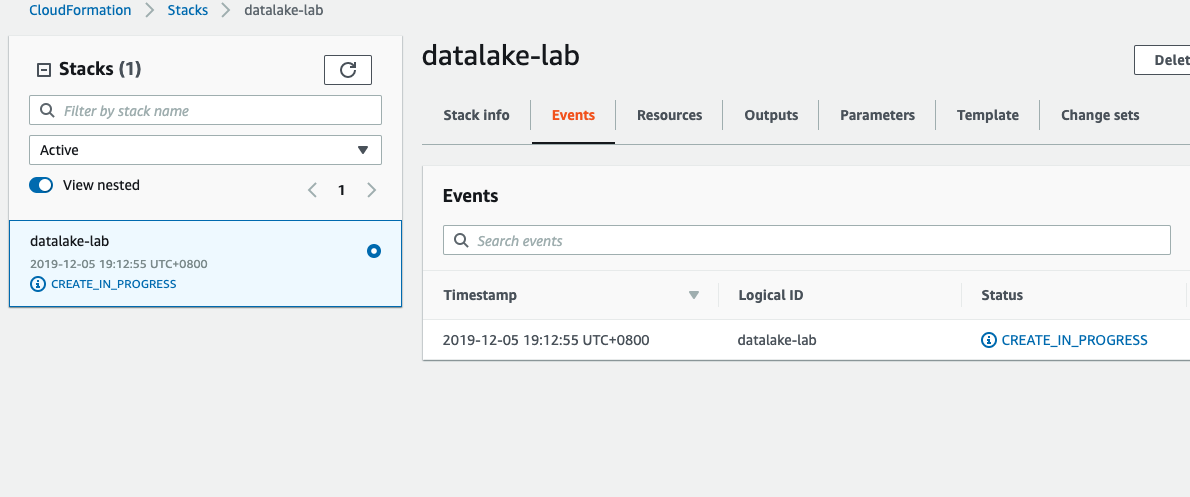 CloudFormation > Stacks > datalake-lab
Stacks (1)
Filter by stack name
Active
View nested
1
datalake-lab
2019-12-05 19:12:55 UTC+0800
CREATE_IN_PROGRESS
datalake-lab
Delet
Stack info Events Resources Outputs Parameters Template Change sets
Events
Search events
Timestamp Logical ID Status
2019-12-05 19:12:55 UTC+0800 datalake-lab CREATE_IN_PROGRESS